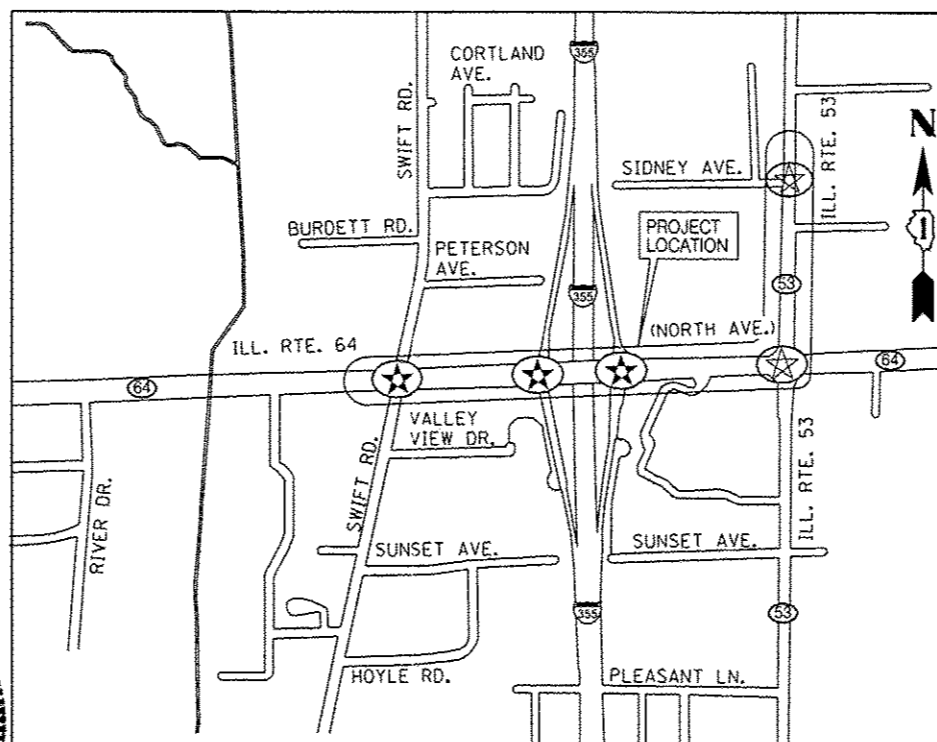 355
CORTLAND
AVE.
SWIFT RD.
ILL. RTE. 53
N
SIDNEY AVE.
1
BURDETT RD.
PROJECT
LOCATION
PETERSON
AVE.
355
53
(NORTH AVE.)
ILL. RTE. 64
64
64
VALLEY
VIEW DR.
SWIFT RD.
ILL. RTE. 53
RIVER DR.
SUNSET AVE.
SUNSET AVE.
355
53
HOYLE RD.
PLEASANT LN.